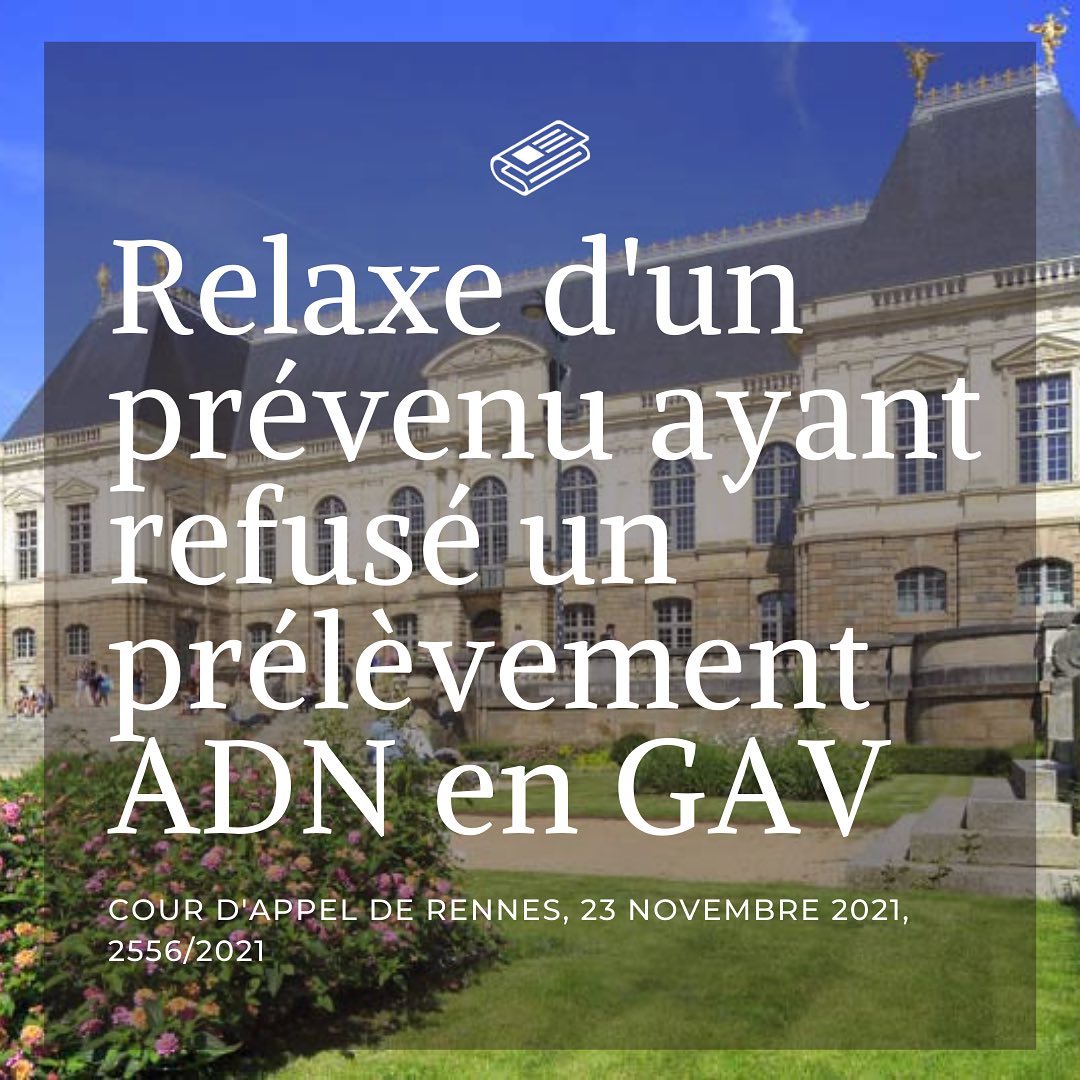 Relaxe d'un
prévenu ayant
refusé un
prélèvement
ADN en GAV
COUR D'APPEL DE RENNES, 23 NOVEMBRE 2021,
2556/2021